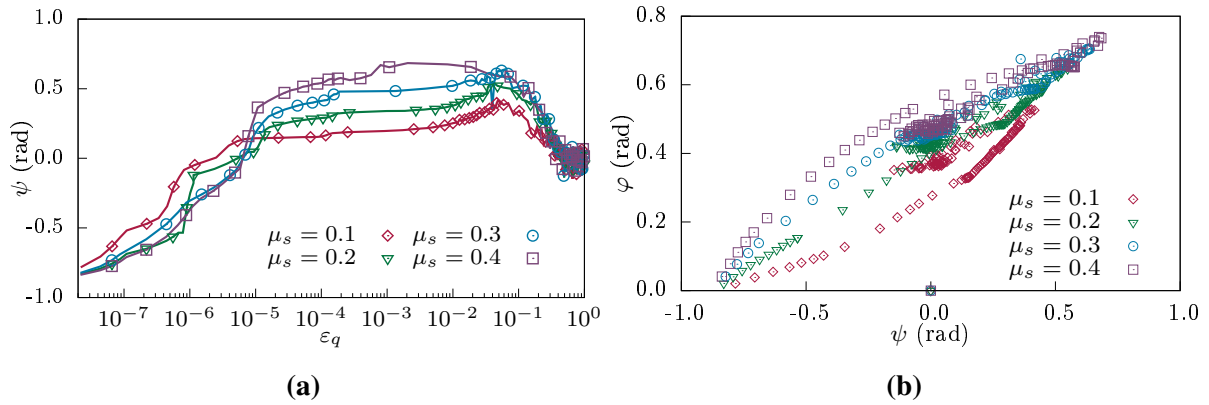 1.0
0.5
0.0
-0.5
-1.0
ψ (rad)
μ_s = 0.1
μ_s = 0.2
μ_s = 0.3
μ_s = 0.4
10^{-7} 10^{-6} 10^{-5} 10^{-4} 10^{-3} 10^{-2} 10^{-1} 10^{0}
ε_q
(a)
0.8
0.6
0.4
0.2
0.0
φ (rad)
μ_s = 0.1
μ_s = 0.2
μ_s = 0.3
μ_s = 0.4
-1.0 -0.5 0.0 0.5 1.0
ψ (rad)
(b)